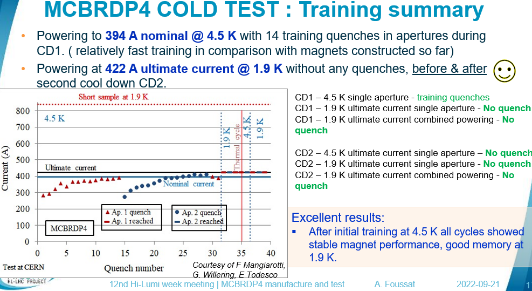 MCBRDP4 COLD TEST : Training summary
• Powering to 394 A nominal @ 4.5 K with 14 training quenches in apertures during
CD1. ( relatively fast training in comparison with magnets constructed so far)
• Powering at 422 A ultimate current @ 1.9 K without any quenches, before & after
second cool down CD2.
Short sample at 1.9 K
4.5 K
1.9 K
Thermal cycle
4.5 K
1.9 K
Ultimate current
Nominal current
Current (A)
800
700
600
500
400
300
200
100
0
Ap. 1 quench
Ap. 1 reached
Ap. 2 quench
Ap. 2 reached
MCBRDP4
0 5 10 15 20 25 30 35 40
Test at CERN
Quench number
Courtesy of F Mangiarotti,
G. Willering, E Todesco
CD1 – 4.5 K single aperture - training quenches
CD1 – 1.9 K ultimate current single aperture - No quench
CD1 – 1.9 K ultimate current combined powering - No
quench
CD2 – 4.5 K ultimate current single aperture – No quench
CD2 – 1.9 K ultimate current single aperture - No quench
CD2 – 1.9 K ultimate current combined powering - No
quench
Excellent results:
▪ After initial training at 4.5 K all cycles showed
stable magnet performance, good memory at
1.9 K.
HL-LHC PROJECT
12nd Hi-Lumi week meeting | MCBRDP4 manufacture and test
A. Foussat
2022-09-21